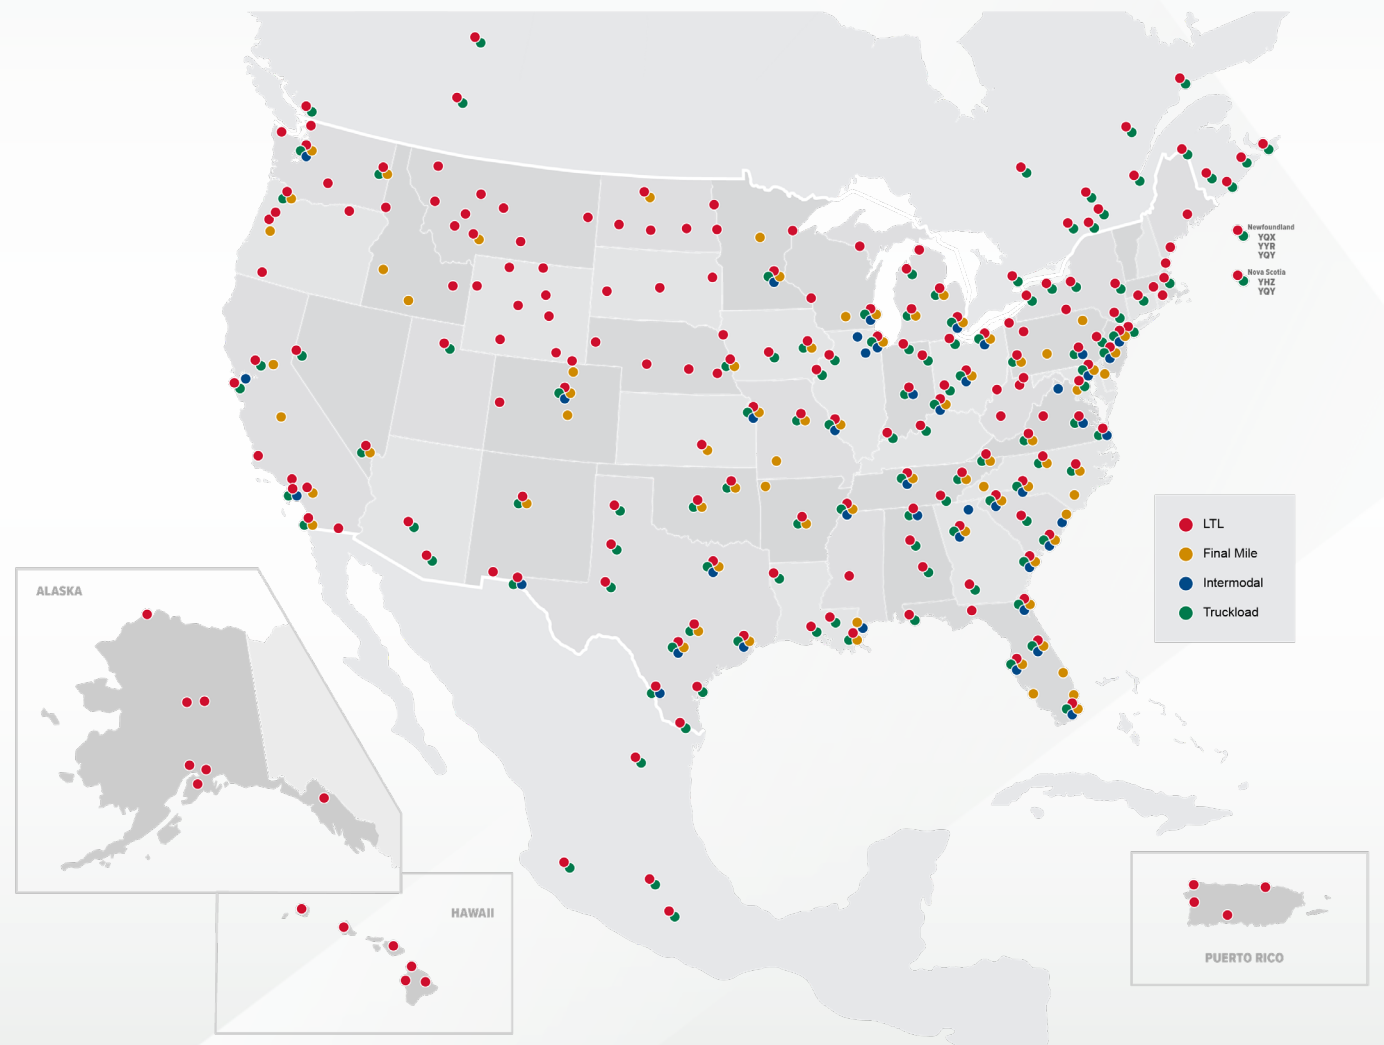 Newfoundland
YQX
YYR
YQY
Nova Scotia
YHZ
YQY
LTL
Final Mile
Intermodal
Truckload
ALASKA
HAWAII
PUERTO RICO